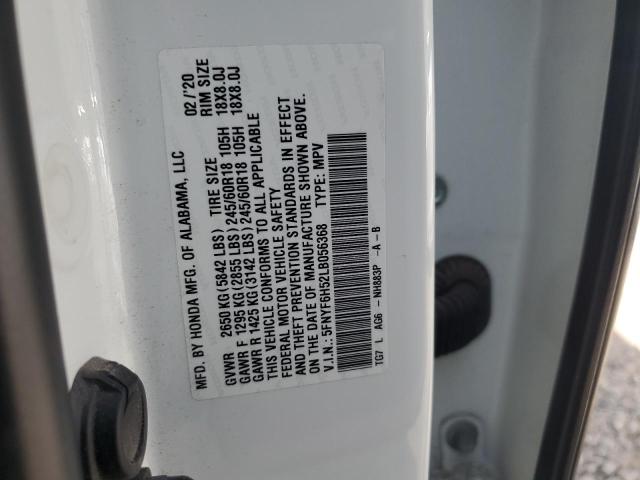 MFD. BY HONDA MFG. OF ALABAMA, LLC 02 / '20
TIRE SIZE RIM SIZE
GVWR 2650 KG (5842 LBS)
GAWR F 1295 KG (2855 LBS) 245/60R18 105H 18X8.0J
GAWR R 1425 KG (3142 LBS) 245/60R18 105H 18X8.0J
THIS VEHICLE CONFORMS TO ALL APPLICABLE
FEDERAL MOTOR VEHICLE SAFETY
AND THEFT PREVENTION STANDARDS IN EFFECT
ON THE DATE OF MANUFACTURE SHOWN ABOVE.
V.I.N.: 5FNYF6H52LB056368 TYPE: MPV
TG7 L AG6 - NH883P -A-B